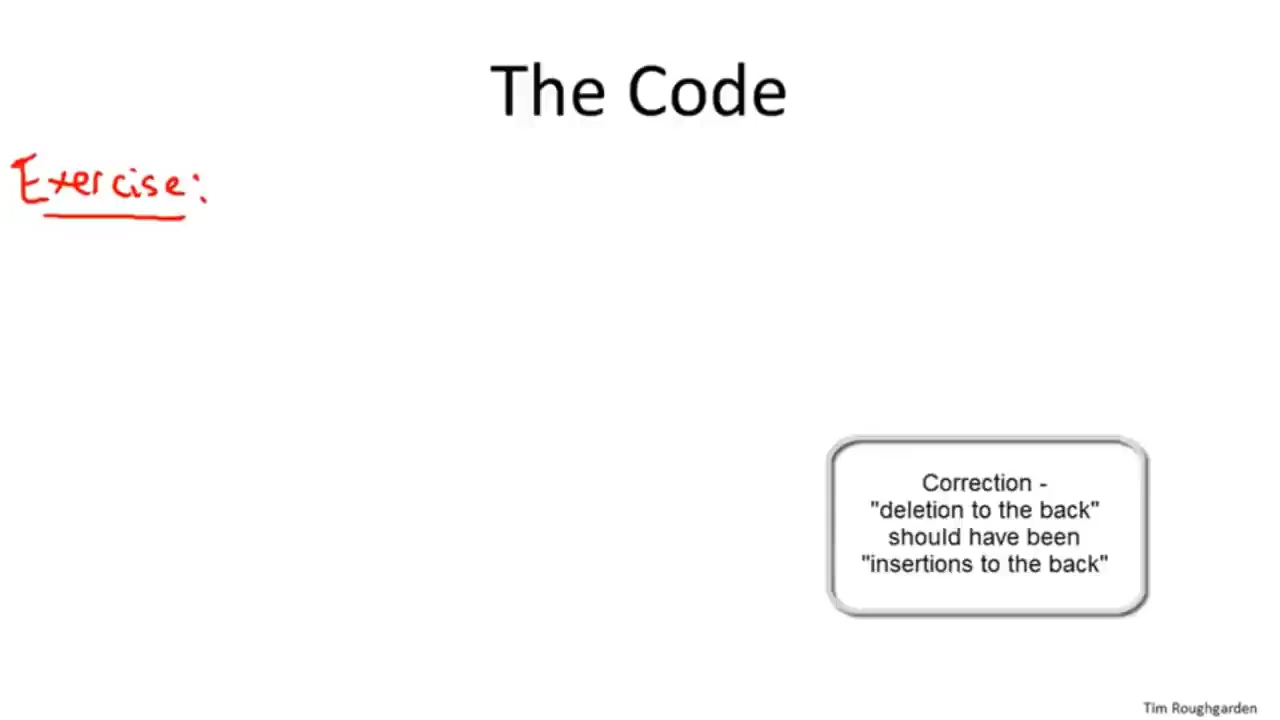 The Code
Exercise:
Correction -
"deletion to the back"
should have been
"insertions to the back"
Tim Roughgarden